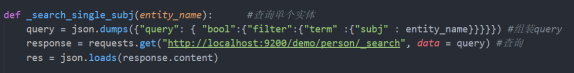 def _search_single_subj(entity_name):     #查询单个实体
    query = json.dumps({"query": { "bool":{"filter":{"term" :{"subj" : entity_name}}}}}) #组装query
    response = requests.get("http://localhost:9200/demo/person/_search", data = query) #查询
    res = json.loads(response.content)